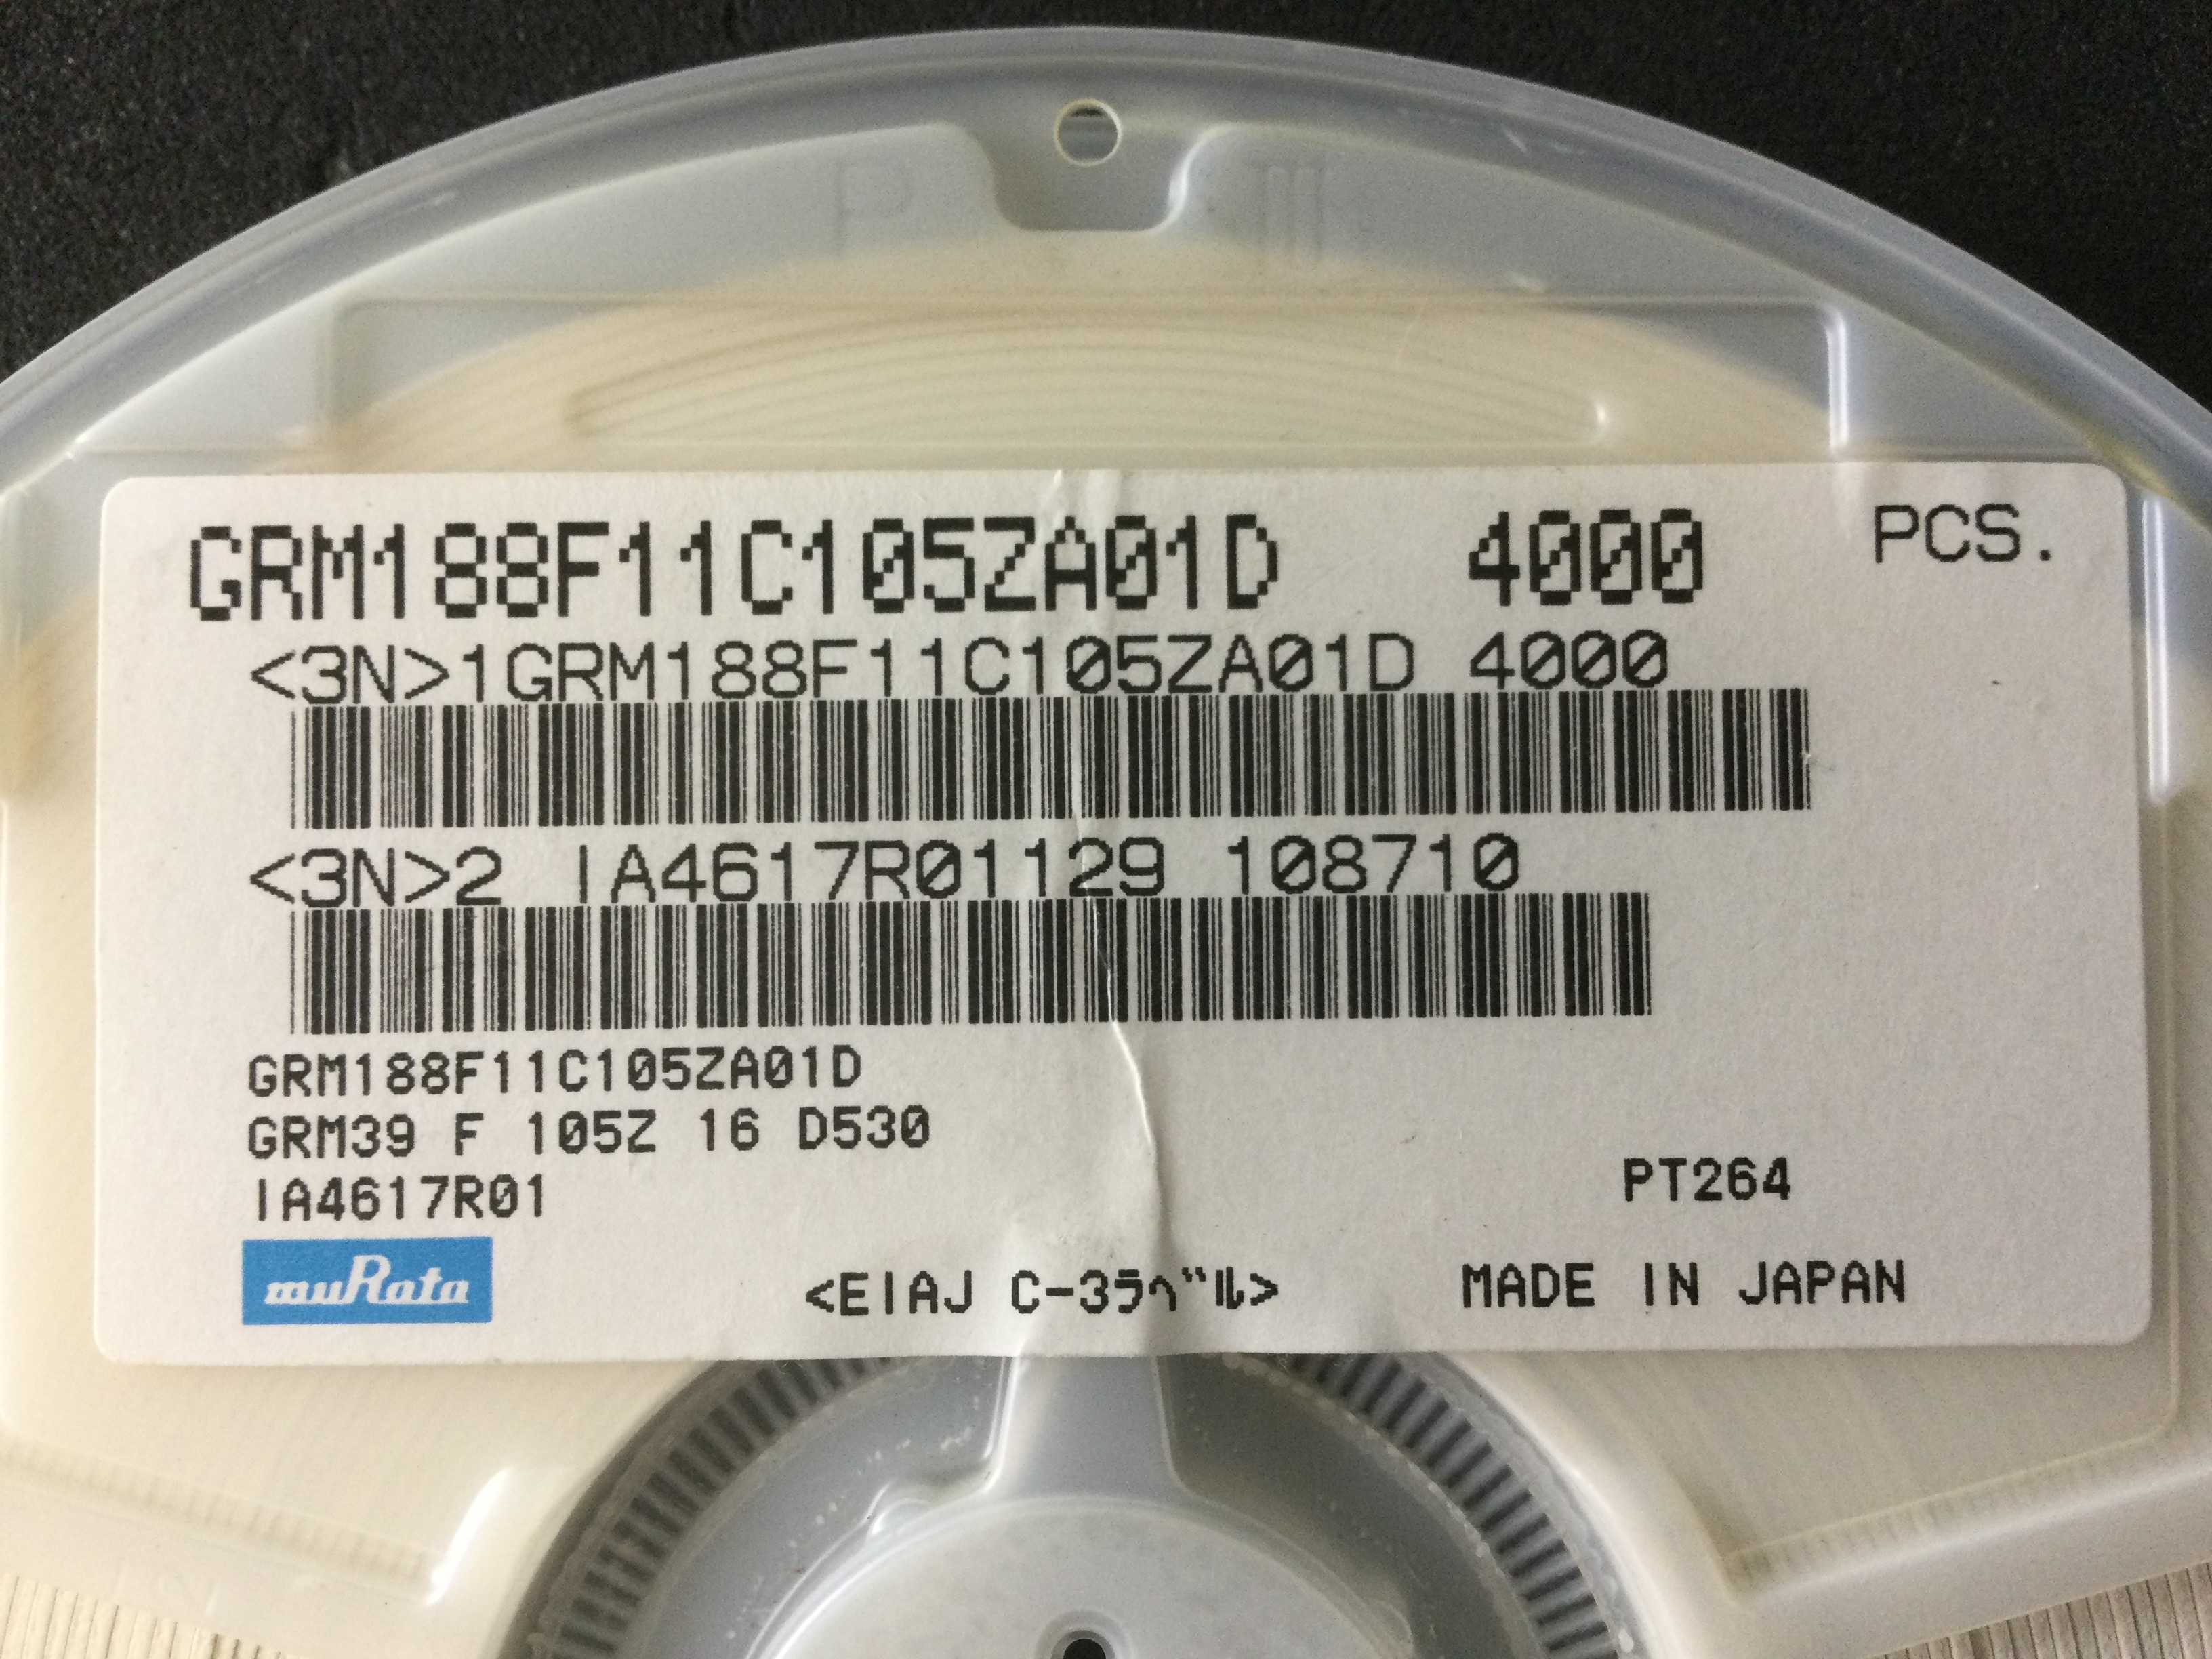 GRM188F11C105ZA01D 4000 PCS.
<3N>1GRM188F11C105ZA01D 4000
<3N>2 IA4617R01129 108710
GRM188F11C105ZA01D
GRM39 F 105Z 16 D530
IA4617R01
PT264
muRata
<EIAJ C-3ﾗﾍﾞﾙ>
MADE IN JAPAN